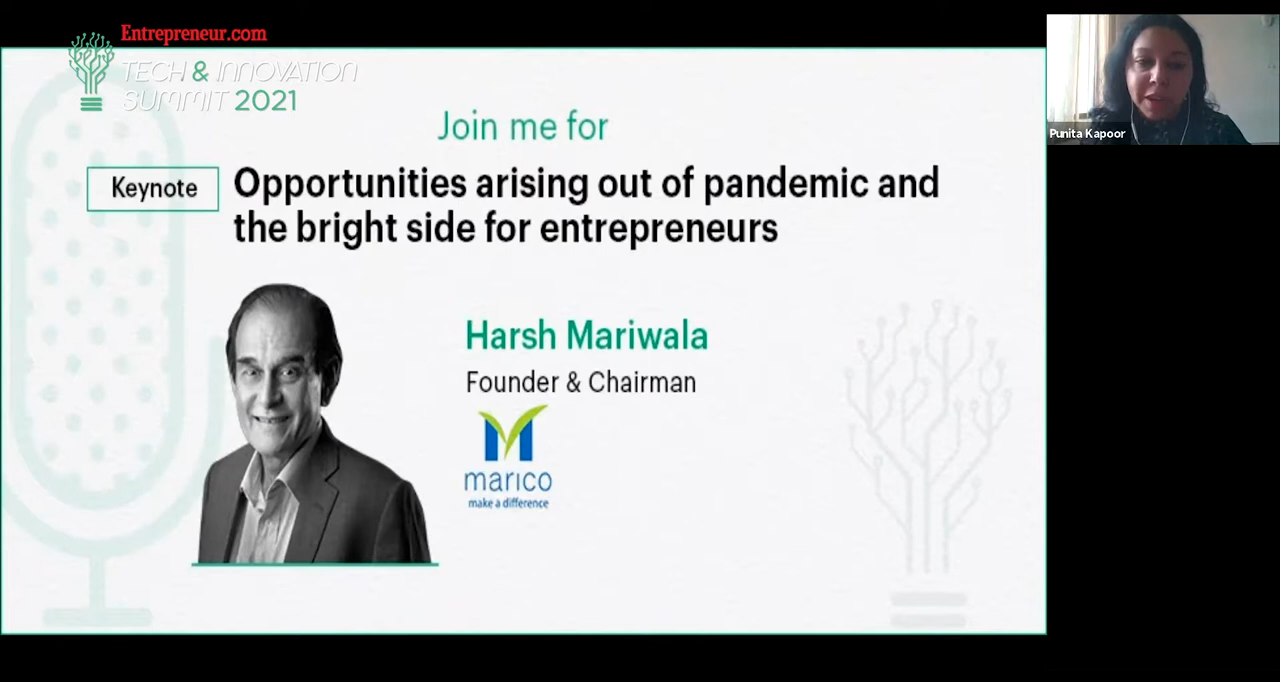 Entrepreneur.com
TECH & INNOVATION
SUMMIT 2021
Punita Kapoor
Join me for
Keynote
Opportunities arising out of pandemic and
the bright side for entrepreneurs
Harsh Mariwala
Founder & Chairman
marico
make a difference